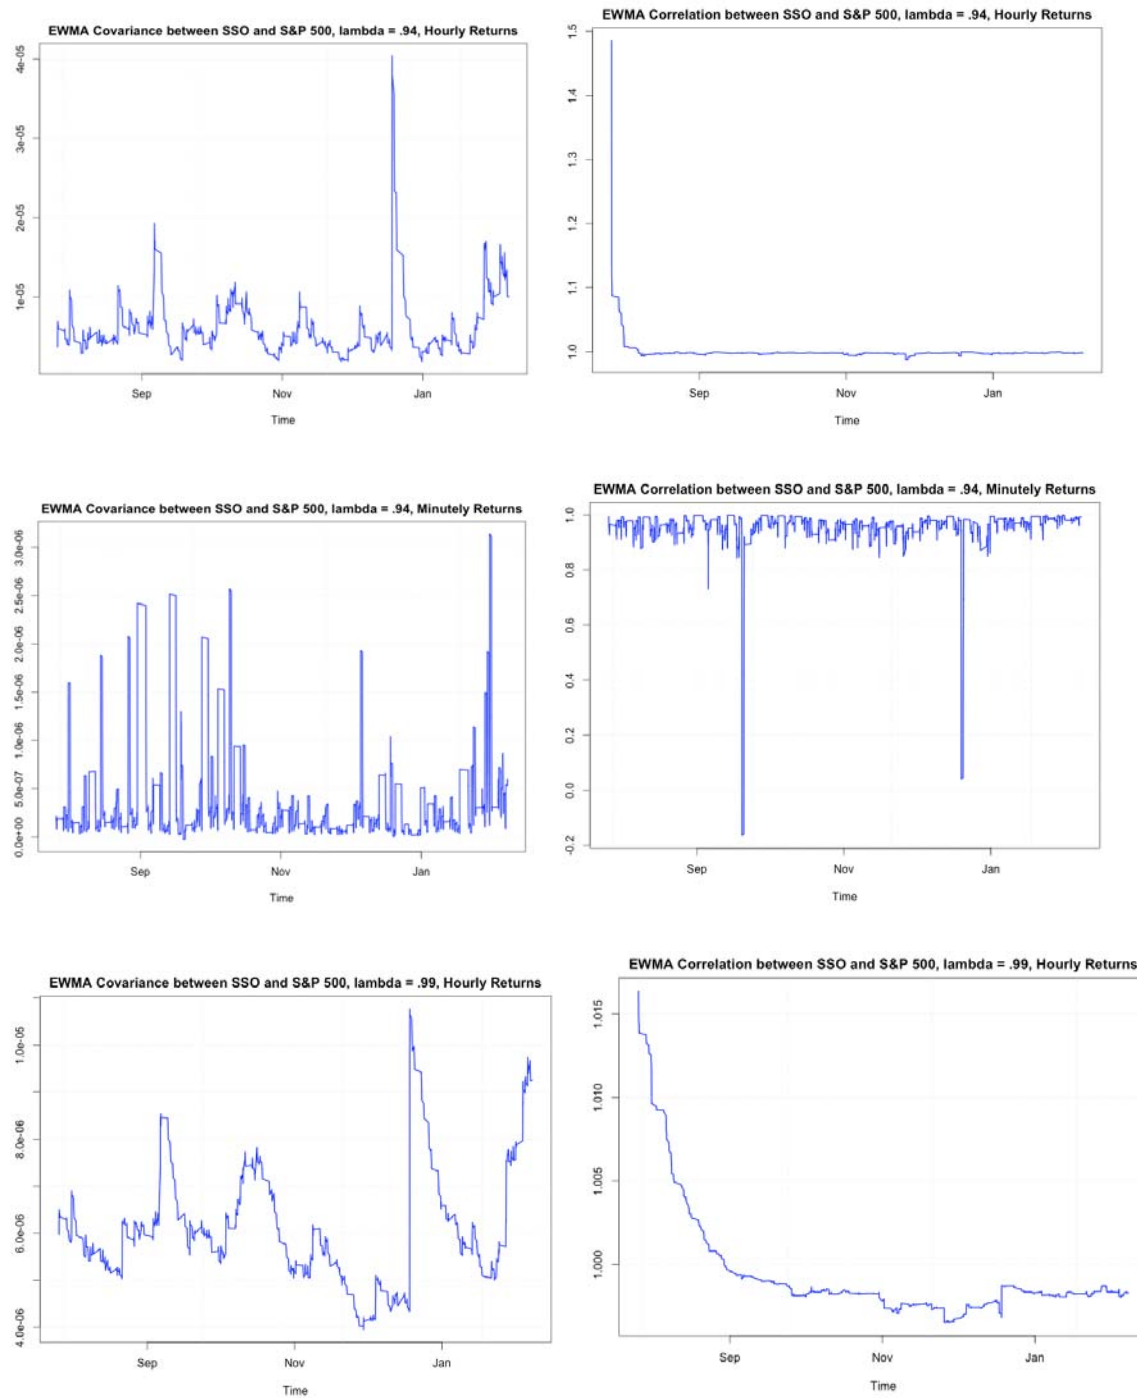 EWMA Covariance between SSO and S&P 500, lambda = .94, Hourly Returns
4e-05
3e-05
2e-05
1e-05
Sep Nov Jan
Time
EWMA Correlation between SSO and S&P 500, lambda = .94, Hourly Returns
1.5
1.4
1.3
1.2
1.1
1.0
Sep Nov Jan
Time
EWMA Covariance between SSO and S&P 500, lambda = .94, Minutely Returns
3.0e-06
2.5e-06
2.0e-06
1.5e-06
1.0e-06
5.0e-07
0.0e+00
Sep Nov Jan
Time
EWMA Correlation between SSO and S&P 500, lambda = .94, Minutely Returns
1.0
0.8
0.6
0.4
0.2
0.0
-0.2
Sep Nov Jan
Time
EWMA Covariance between SSO and S&P 500, lambda = .99, Hourly Returns
1.0e-05
8.0e-06
6.0e-06
4.0e-06
Sep Nov Jan
Time
EWMA Correlation between SSO and S&P 500, lambda = .99, Hourly Returns
1.015
1.010
1.005
1.000
Sep Nov Jan
Time